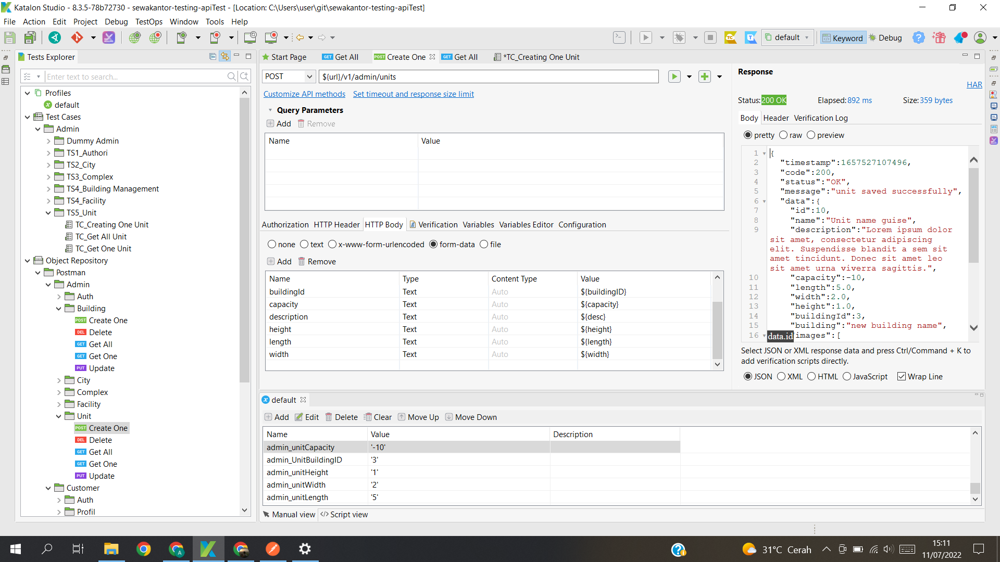 Katalon Studio - 8.3.5-78b72730 - sewakantor-testing-apiTest - [Location: C:\Users\user\git\sewakantor-testing-apiTest]
File Action Edit Project Debug TestOps Window Tools Help
default
Keyword
Debug
Tests Explorer
Enter text to search...
Profiles
default
Test Cases
Admin
Dummy Admin
TS1_Authori
TS2_City
TS3_Complex
TS4_Building Management
TS4_Facility
TS5_Unit
TC_Creating One Unit
TC_Get All Unit
TC_Get One Unit
Object Repository
Postman
Admin
Auth
Building
POST Create One
DEL Delete
GET Get All
GET Get One
PUT Update
City
Complex
Facility
Unit
POST Create One
DEL Delete
GET Get All
GET Get One
PUT Update
Customer
Auth
Profil
Start Page
GET Get All
POST Create One
GET Get All
*TC_Creating One Unit
POST
${url}/v1/admin/units
Customize API methods Set timeout and response size limit
Query Parameters
Add Remove
Name Value
Authorization HTTP Header HTTP Body Verification Variables Variables Editor Configuration
none text x-www-form-urlencoded form-data file
Add Remove
Name Type Content Type Value
buildingId Text Auto ${buildingID}
capacity Text Auto ${capacity}
description Text Auto ${desc}
height Text Auto ${height}
length Text Auto ${length}
width Text Auto ${width}
Response
HAR
Status: 200 OK Elapsed: 892 ms Size: 359 bytes
Body Header Verification Log
pretty raw preview
1 {
2 "timestamp":1657527107496,
3 "code":200,
4 "status":"OK",
5 "message":"unit saved successfully",
6 "data":{
7 "id":10,
8 "name":"Unit name guise",
9 "description":"Lorem ipsum dolor
sit amet, consectetur adipiscing
elit. Suspendisse blandit a sem sit
amet tincidunt. Donec sit amet leo
sit amet urna viverra sagittis.",
10 "capacity":-10,
11 "length":5.0,
12 "width":2.0,
13 "height":1.0,
14 "buildingId":3,
15 "building":"new building name",
16 data.id images":[
Select JSON or XML response data and press Ctrl/Command + K to
add verification scripts directly.
JSON XML HTML JavaScript Wrap Line
default
Add Edit Delete Clear Move Up Move Down
Name Value Description
admin_unitCapacity '-10'
admin_UnitBuildingID '3'
admin_unitHeight '1'
admin_unitWidth '2'
admin_unitLength '5'
Manual view Script view
31°C Cerah
15:11
11/07/2022